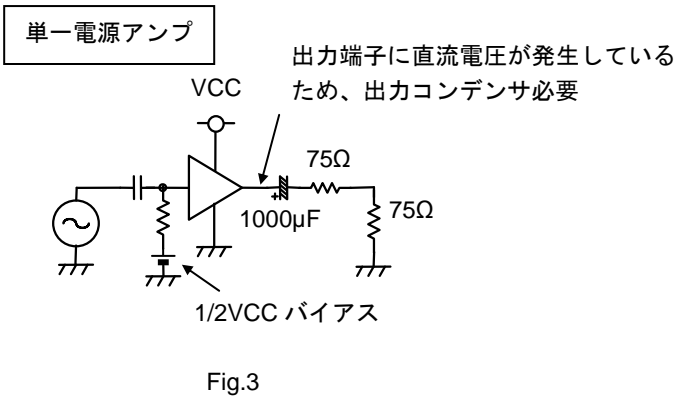 単一電源アンプ
出力端子に直流電圧が発生している
ため、出力コンデンサ必要
VCC
75Ω
+
1000μF
75Ω
1/2VCC バイアス
Fig.3